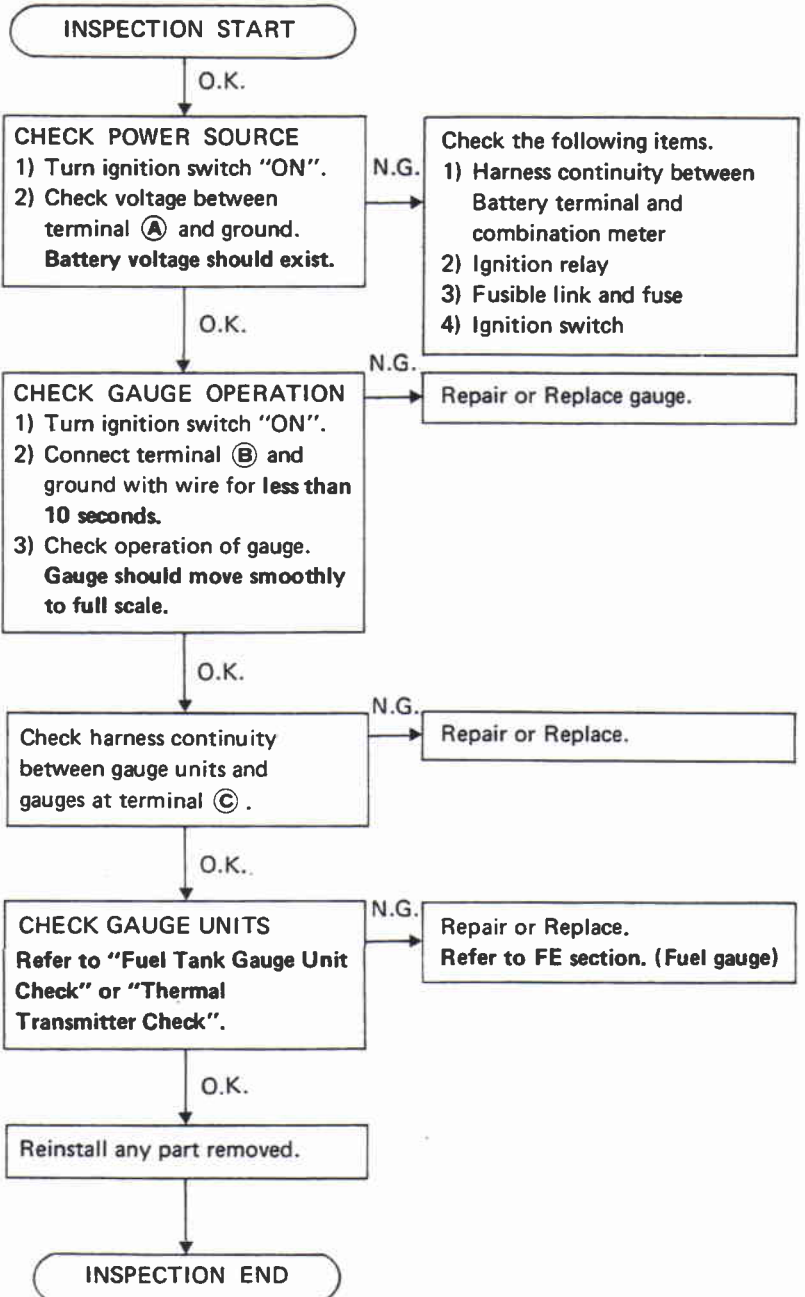 INSPECTION START
O.K.
CHECK POWER SOURCE
1) Turn ignition switch "ON".
2) Check voltage between
terminal Ⓐ and ground.
Battery voltage should exist.
N.G.
Check the following items.
1) Harness continuity between
Battery terminal and
combination meter
2) Ignition relay
3) Fusible link and fuse
4) Ignition switch
O.K.
CHECK GAUGE OPERATION
1) Turn ignition switch "ON".
2) Connect terminal Ⓑ and
ground with wire for less than
10 seconds.
3) Check operation of gauge.
Gauge should move smoothly
to full scale.
N.G.
Repair or Replace gauge.
O.K.
Check harness continuity
between gauge units and
gauges at terminal Ⓒ .
N.G.
Repair or Replace.
O.K.
CHECK GAUGE UNITS
Refer to "Fuel Tank Gauge Unit
Check" or "Thermal
Transmitter Check".
N.G.
Repair or Replace.
Refer to FE section. (Fuel gauge)
O.K.
Reinstall any part removed.
INSPECTION END